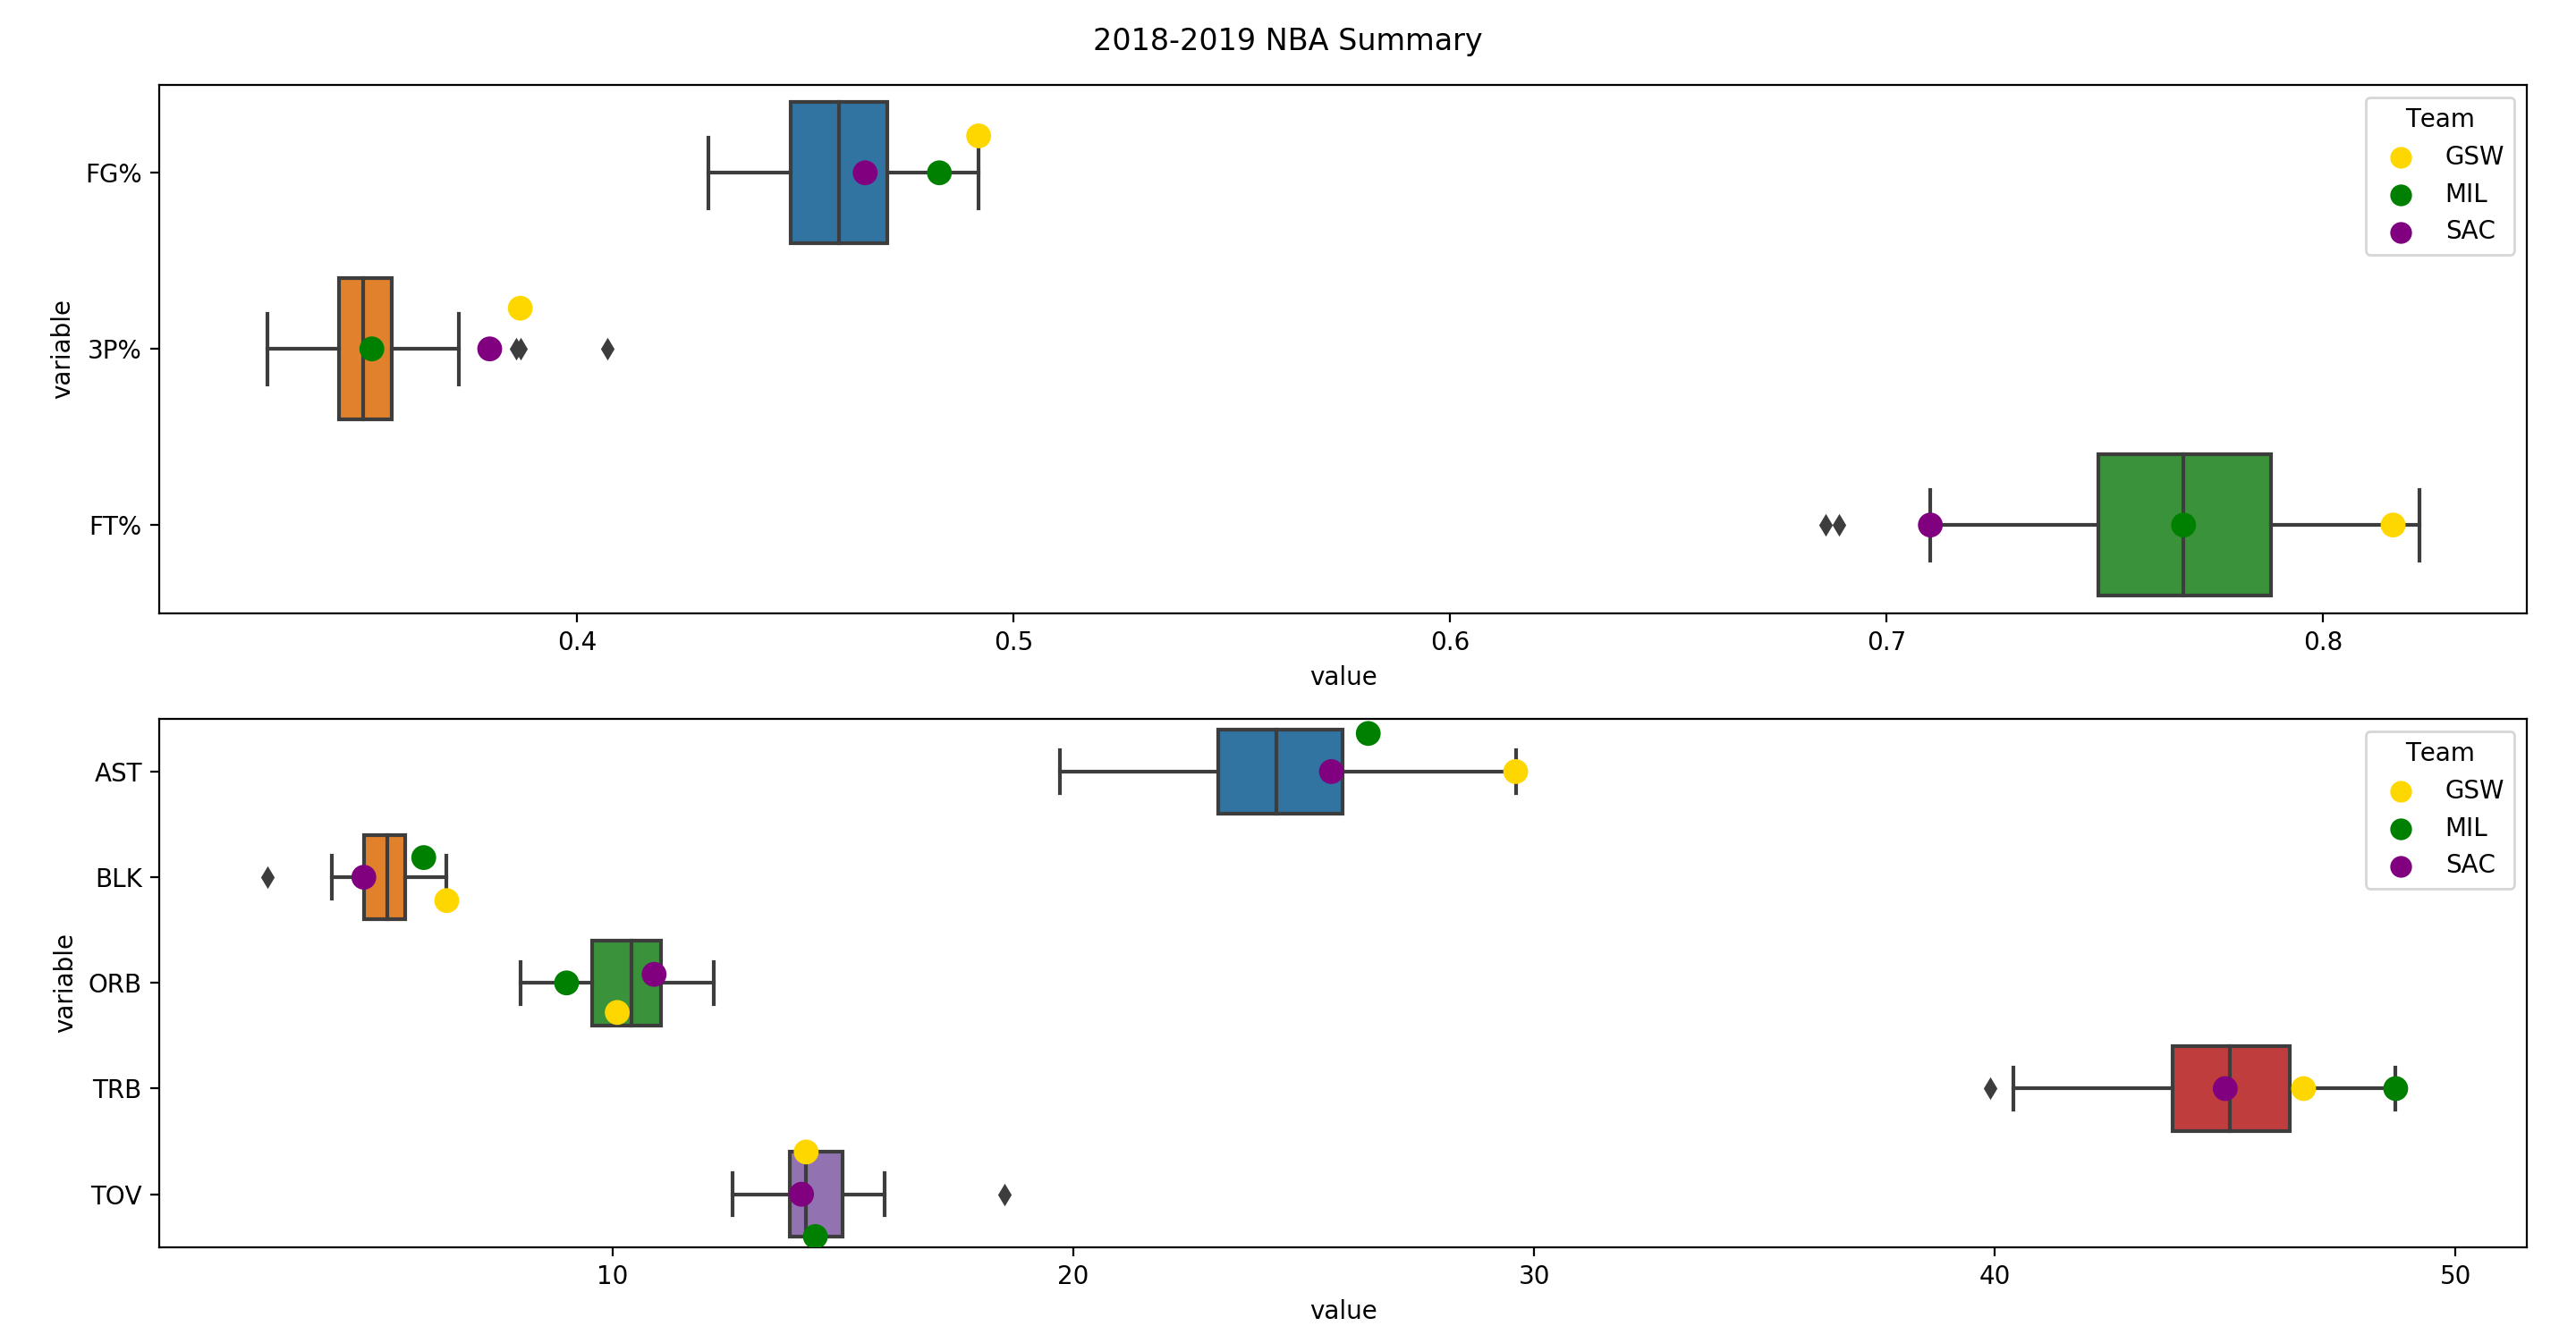 2018-2019 NBA Summary
Team
GSW
MIL
SAC
FG%
3P%
FT%
variable
0.4 0.5 0.6 0.7 0.8
value
Team
GSW
MIL
SAC
AST
BLK
ORB
TRB
TOV
variable
10 20 30 40 50
value